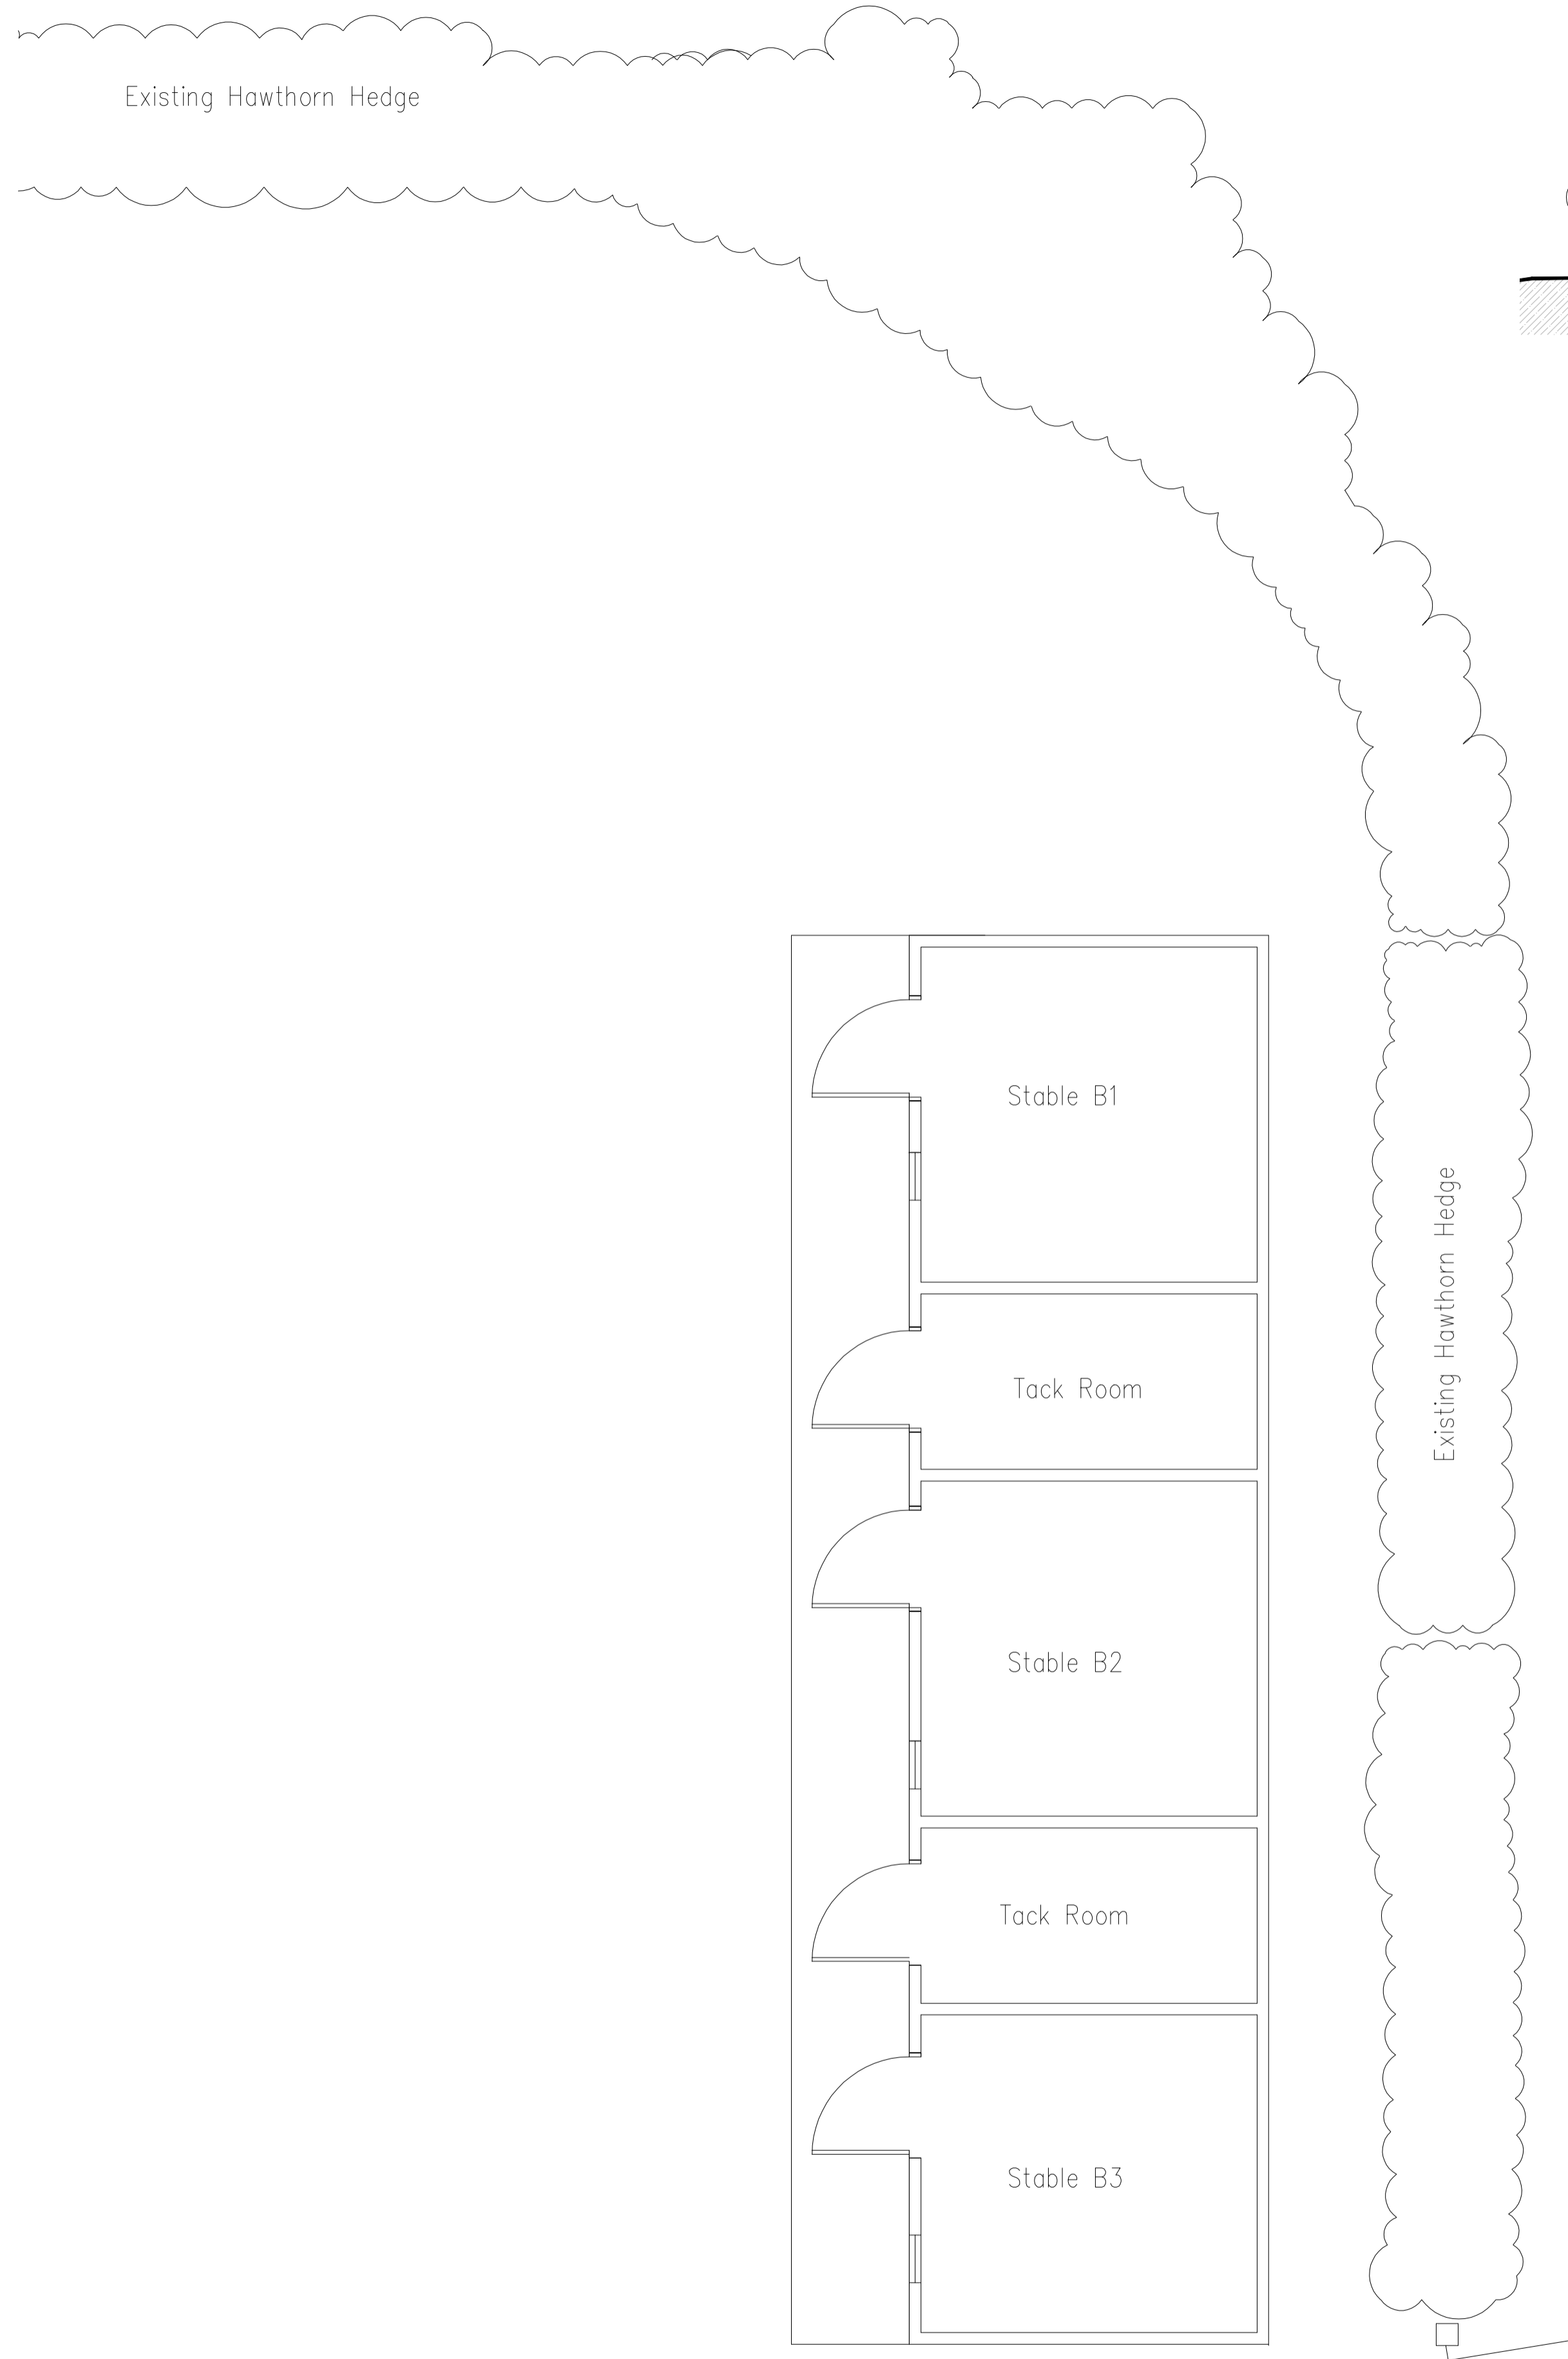 Existing Hawthorn Hedge
Stable B1
Existing Hawthorn Hedge
Tack Room
Stable B2
Tack Room
Stable B3